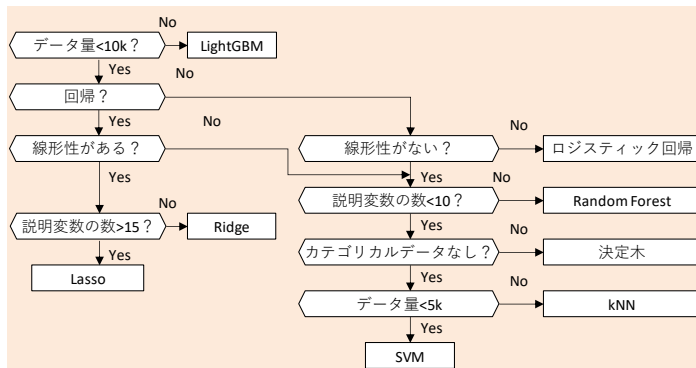 No
データ量<10k？
LightGBM
Yes
No
回帰？
Yes
No
線形性がある？
線形性がない？
No
ロジスティック回帰
Yes
Yes
No
説明変数の数<10？
Random Forest
No
説明変数の数>15？
Ridge
Yes
No
Yes
カテゴリカルデータなし？
決定木
Lasso
Yes
No
データ量<5k
kNN
Yes
SVM